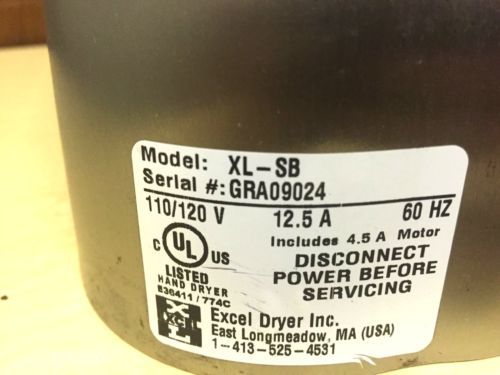 Model: XL-SB
Serial #: GRA09024
110/120 V 12.5 A 60 HZ
Includes 4.5 A Motor
C UL US
LISTED
HAND DRYER
E36411 / 774C
DISCONNECT
POWER BEFORE
SERVICING
EXCEL
Excel Dryer Inc.
East Longmeadow, MA (USA)
1-413-525-4531